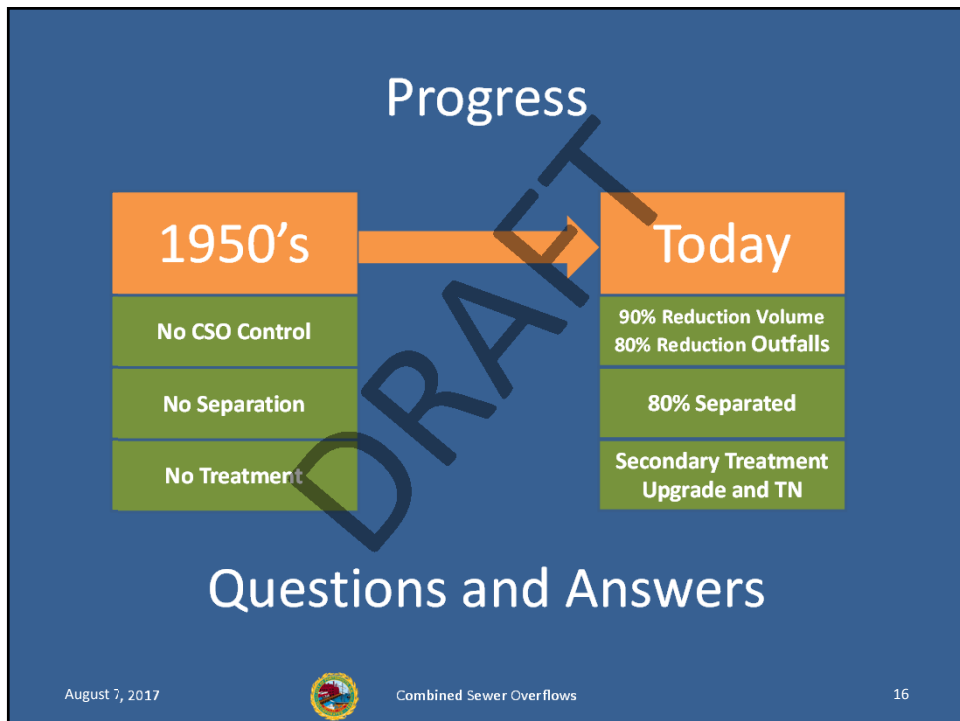 Progress
1950's
Today
No CSO Control
90% Reduction Volume
80% Reduction Outfalls
No Separation
80% Separated
No Treatment
Secondary Treatment
Upgrade and TN
DRAFT
Questions and Answers
August 7, 2017
Combined Sewer Overflows
16